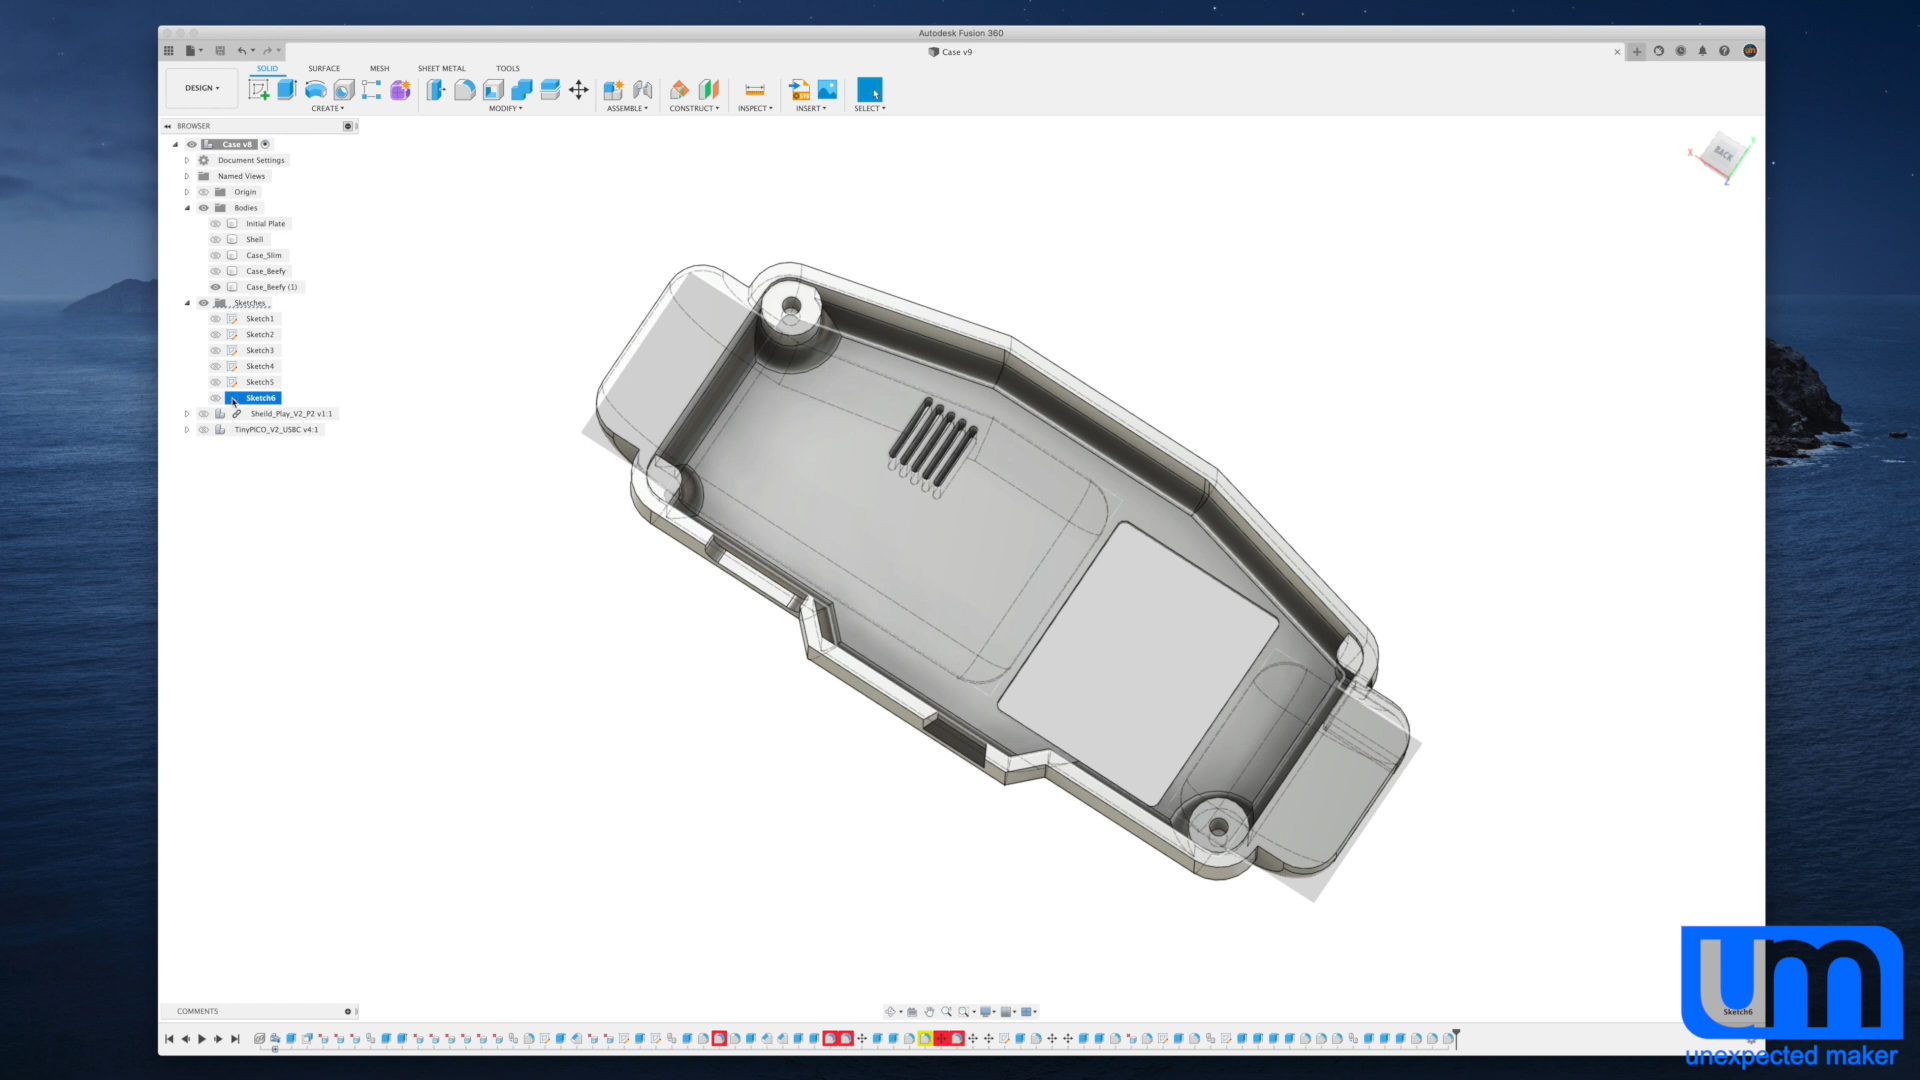 Autodesk Fusion 360
Case v9
SOLID SURFACE MESH SHEET METAL TOOLS
DESIGN
CREATE MODIFY ASSEMBLE CONSTRUCT INSPECT INSERT SELECT
BROWSER
Case v8
Document Settings
Named Views
Origin
Bodies
Initial Plate
Shell
Case_Slim
Case_Beefy
Case_Beefy (1)
Sketches
Sketch1
Sketch2
Sketch3
Sketch4
Sketch5
Sketch6
Sheild_Play_V2_P2 v1:1
TinyPICO_V2_USBC v4:1
X
Y
BACK
Z
COMMENTS
um
Sketch6
unexpected maker